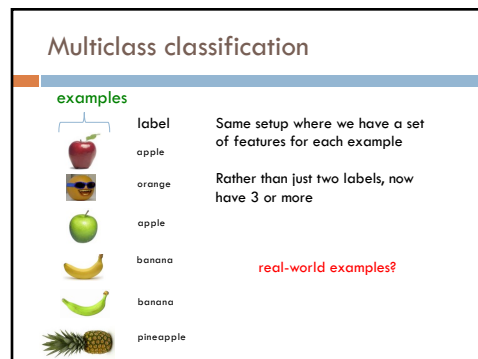 Multiclass classification
examples
label
apple
orange
apple
banana
banana
pineapple
Same setup where we have a set
of features for each example
Rather than just two labels, now
have 3 or more
real-world examples?